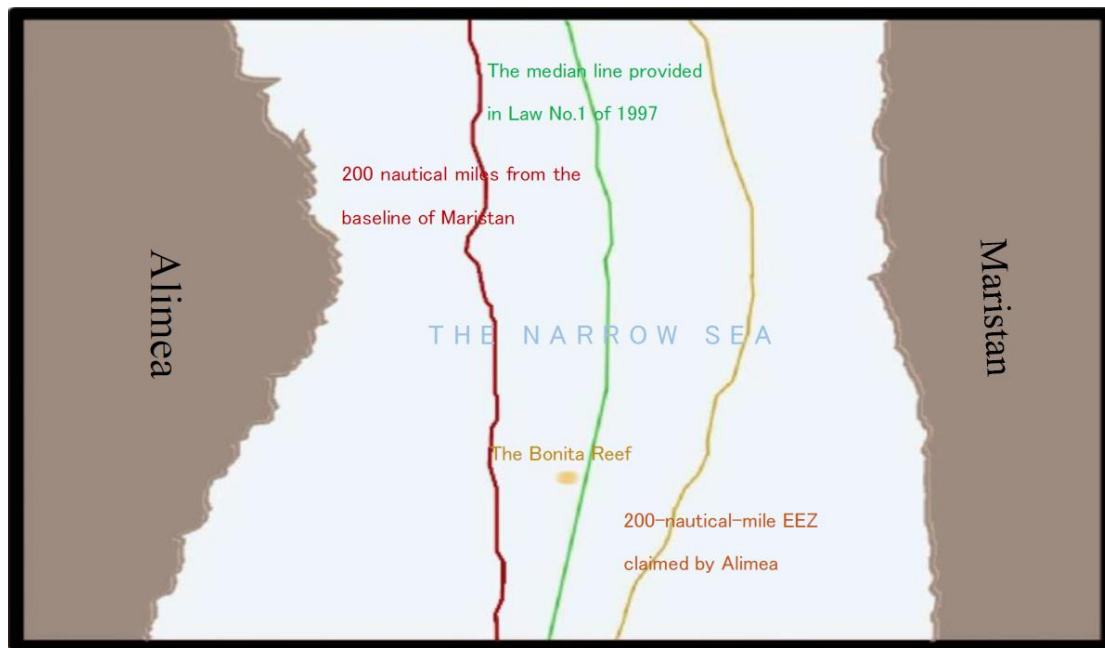 The median line provided
in Law No.1 of 1997
200 nautical miles from the
baseline of Maristan
Alimea
Maristan
THE NARROW SEA
The Bonita Reef
200-nautical-mile EEZ
claimed by Alimea